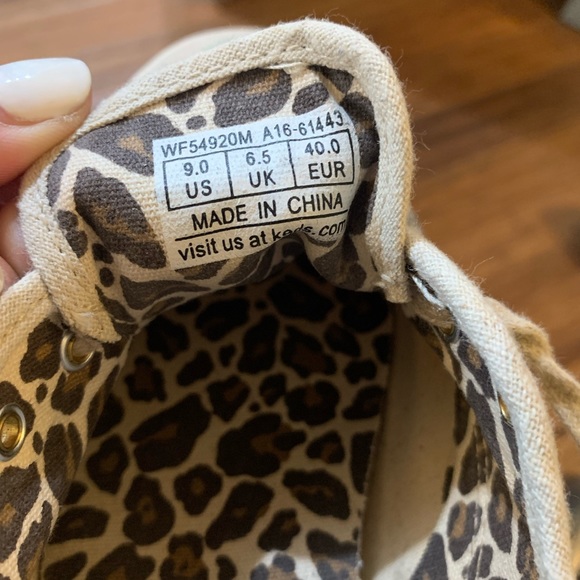 WF54920M A16-61443
9.0 6.5 40.0
US UK EUR
MADE IN CHINA
visit us at keds.com